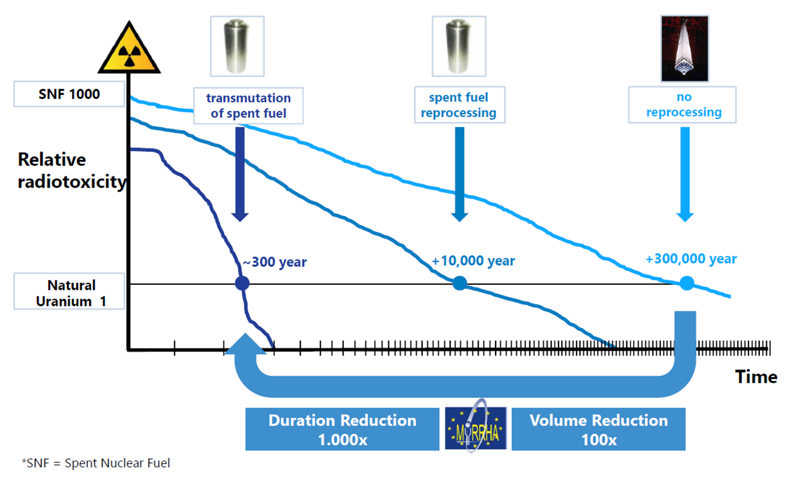 SNF 1000
transmutation
of spent fuel
spent fuel
reprocessing
no
reprocessing
Relative
radiotoxicity
~300 year
+10,000 year
+300,000 year
Natural
Uranium 1
Time
Duration Reduction
1.000x
MYRRHA
Volume Reduction
100x
*SNF = Spent Nuclear Fuel